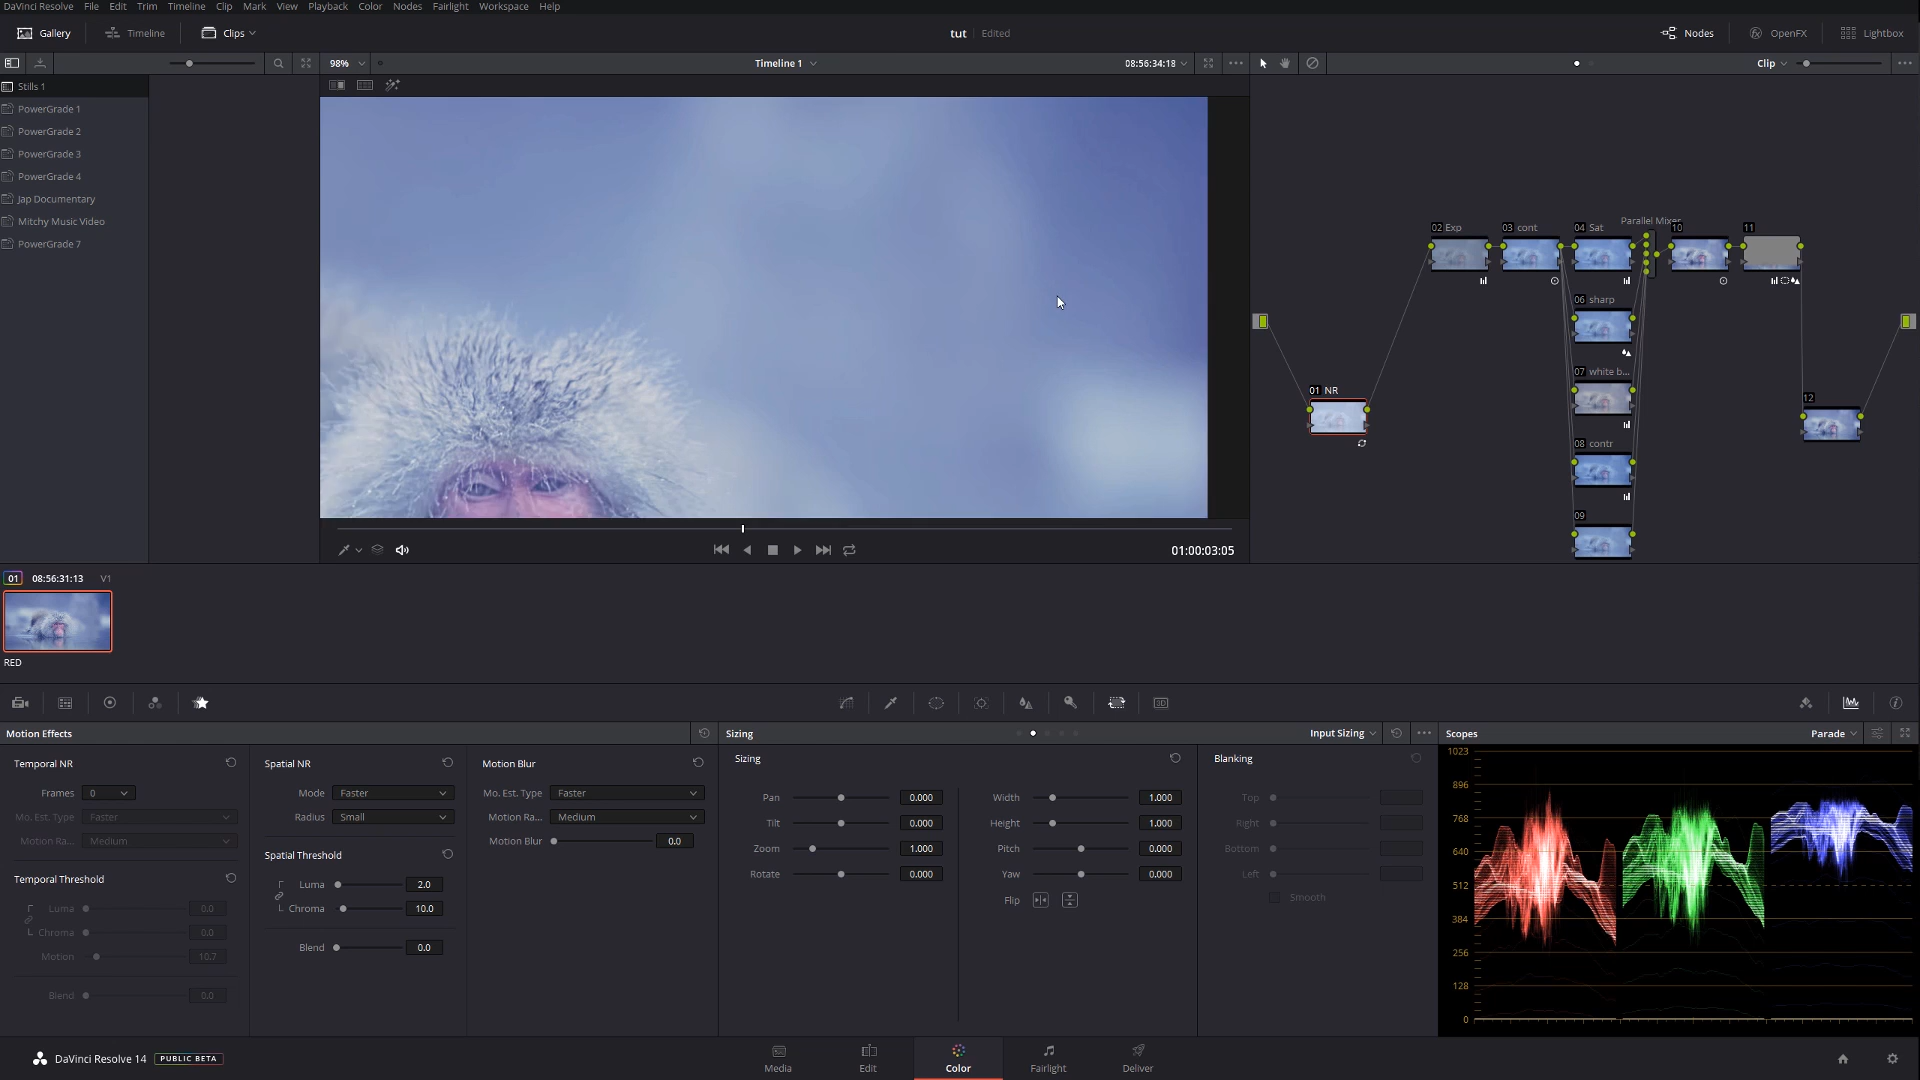 DaVinci Resolve File Edit Trim Timeline Clip Mark View Playback Color Nodes Fairlight Workspace Help
Gallery Timeline Clips tut Edited Nodes OpenFX Lightbox
98% Timeline 1 08:56:34:18 Clip
Stills 1
PowerGrade 1
PowerGrade 2
PowerGrade 3
PowerGrade 4
Jap Documentary
Mitchy Music Video
PowerGrade 7
Parallel Mixer
02 Exp 03 cont 04 Sat 10 11
06 sharp
07 white b...
01 NR
12
08 contr
09
01:00:03:05
01 08:56:31:13 V1
RED
Motion Effects Sizing Input Sizing Scopes Parade
Temporal NR
Frames 0
Mo. Est. Type Faster
Motion Ra... Medium
Temporal Threshold
Luma 0.0
Chroma 0.0
Motion 10.7
Blend 0.0
Spatial NR
Mode Faster
Radius Small
Spatial Threshold
Luma 2.0
Chroma 10.0
Blend 0.0
Motion Blur
Mo. Est. Type Faster
Motion Ra... Medium
Motion Blur 0.0
Sizing
Pan 0.000 Width 1.000
Tilt 0.000 Height 1.000
Zoom 1.000 Pitch 0.000
Rotate 0.000 Yaw 0.000
Flip
Blanking
Top
Right
Bottom
Left
Smooth
1023
896
768
640
512
384
256
128
0
DaVinci Resolve 14 PUBLIC BETA
Media Edit Color Fairlight Deliver